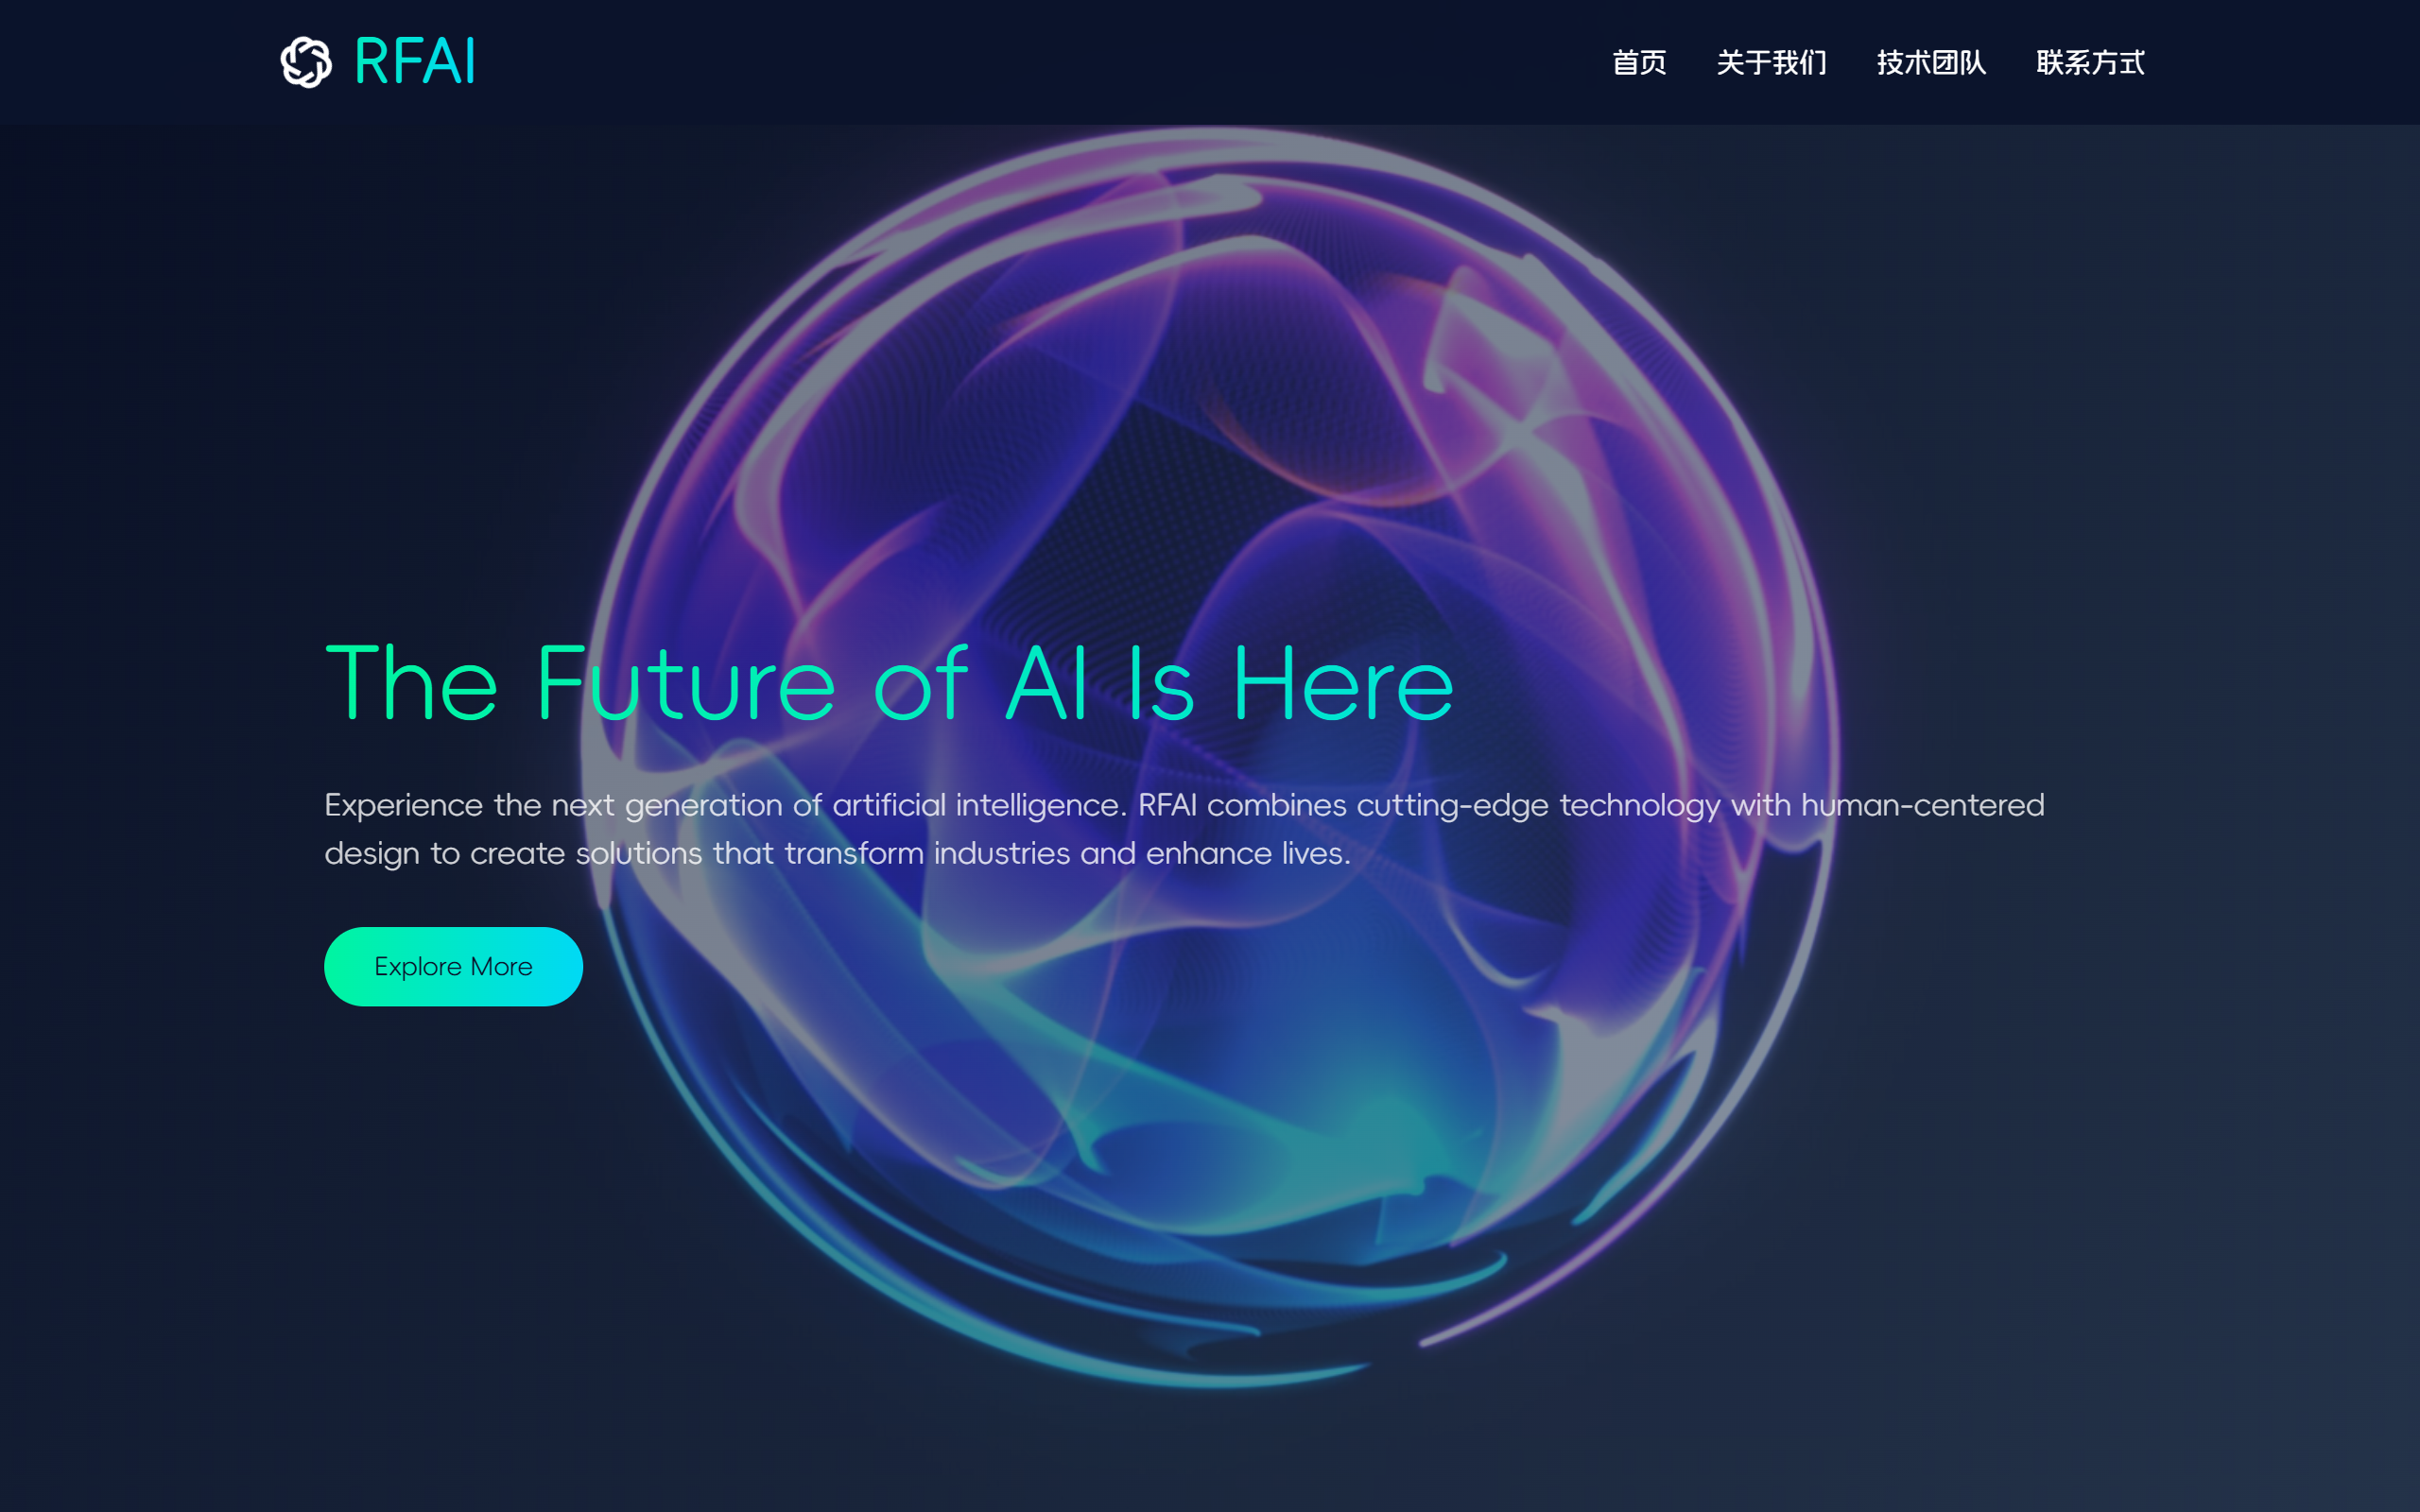 RFAI
首页 关于我们 技术团队 联系方式
The Future of AI Is Here
Experience the next generation of artificial intelligence. RFAI combines cutting-edge technology with human-centered
design to create solutions that transform industries and enhance lives.
Explore More